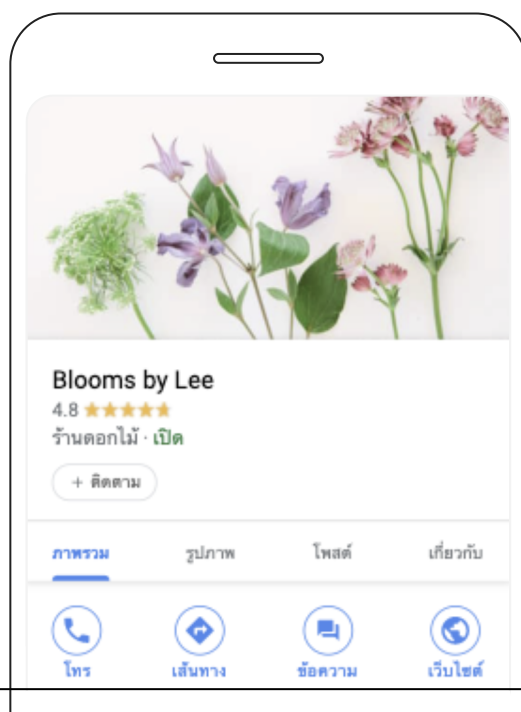 Blooms by Lee
4.8
ร้านดอกไม้ · เปิด
+ ติดตาม
ภาพรวม รูปภาพ โพสต์ เกี่ยวกับ
โทร เส้นทาง ข้อความ เว็บไซต์